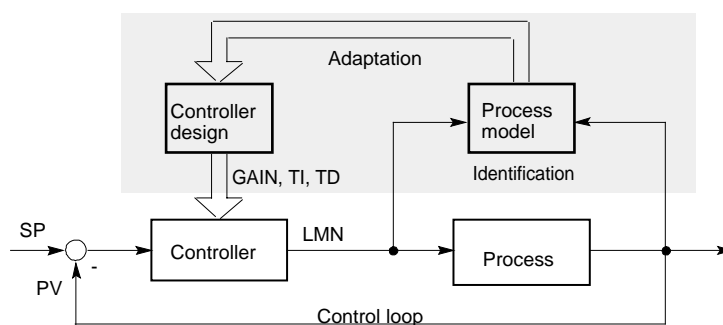 Adaptation
Controller
design
Process
model
Identification
GAIN, TI, TD
SP
Controller
LMN
Process
-
PV
Control loop